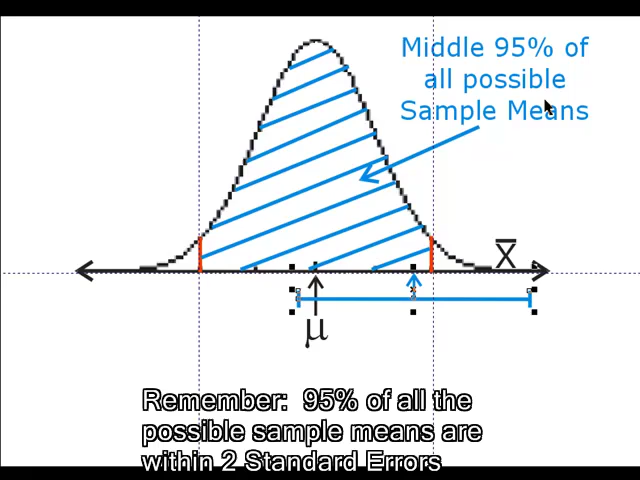 Middle 95% of
all possible
Sample Means
X̅
μ
Remember:  95% of all the
possible sample means are
within 2 Standard Errors